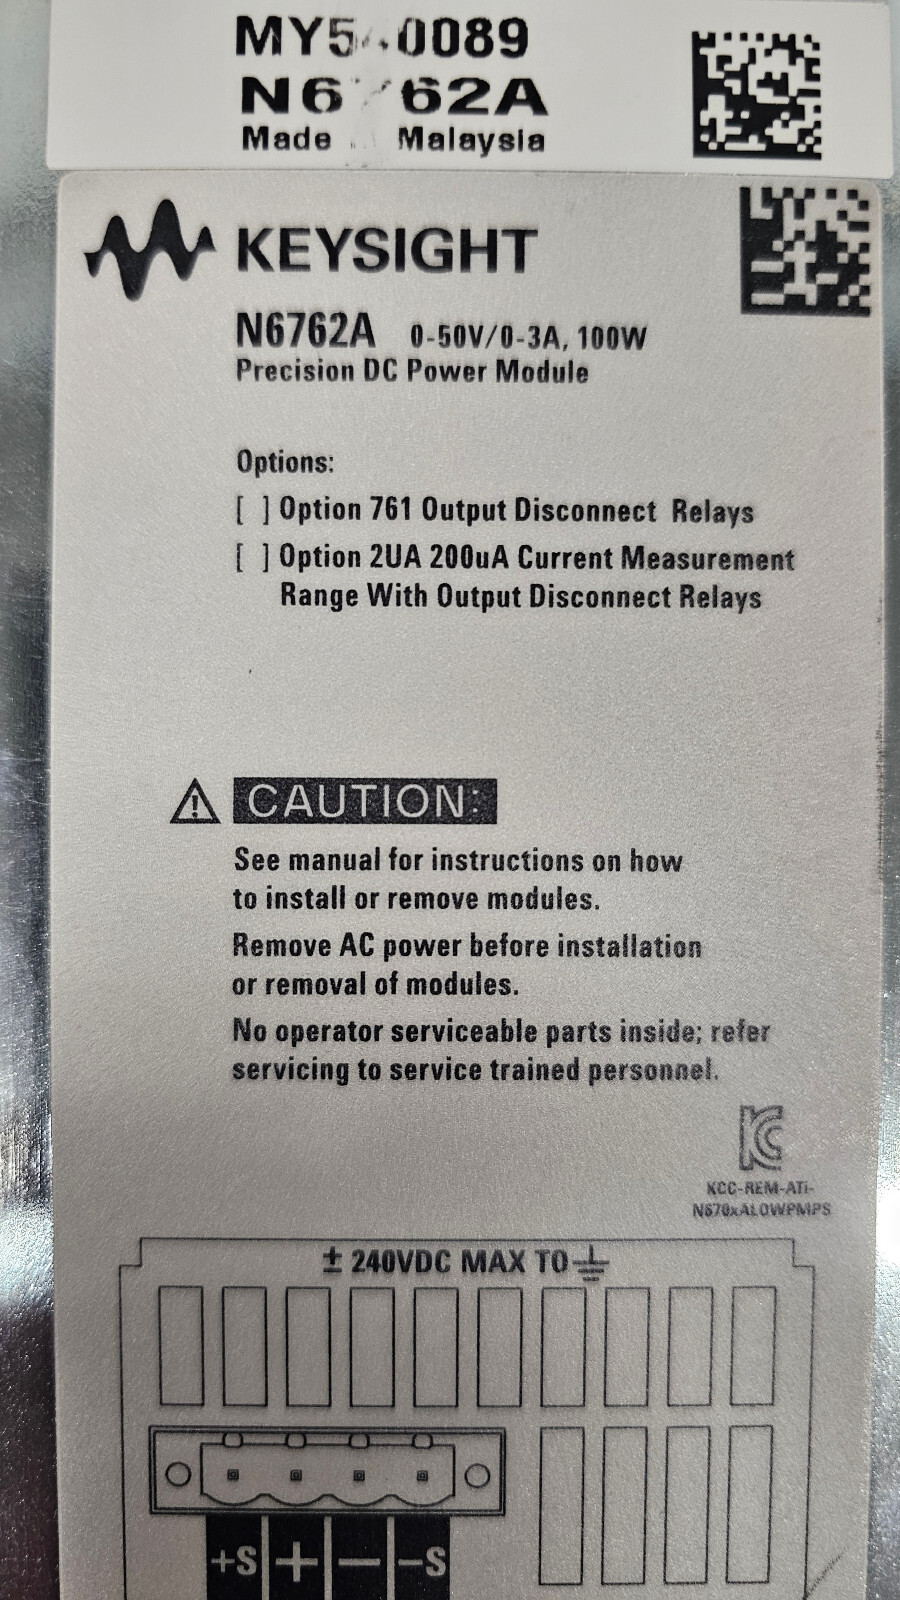 N6762A
Made Malaysia
KEYSIGHT
N6762A 0-50V/0-3A, 100W
Precision DC Power Module
Options:
[ ] Option 761 Output Disconnect Relays
[ ] Option 2UA 200uA Current Measurement
Range With Output Disconnect Relays
CAUTION:
See manual for instructions on how
to install or remove modules.
Remove AC power before installation
or removal of modules.
No operator serviceable parts inside; refer
servicing to service trained personnel.
KCC-REM-ATi-
N670xALOWPMPS
± 240VDC MAX TO ⏚
+S + − −S